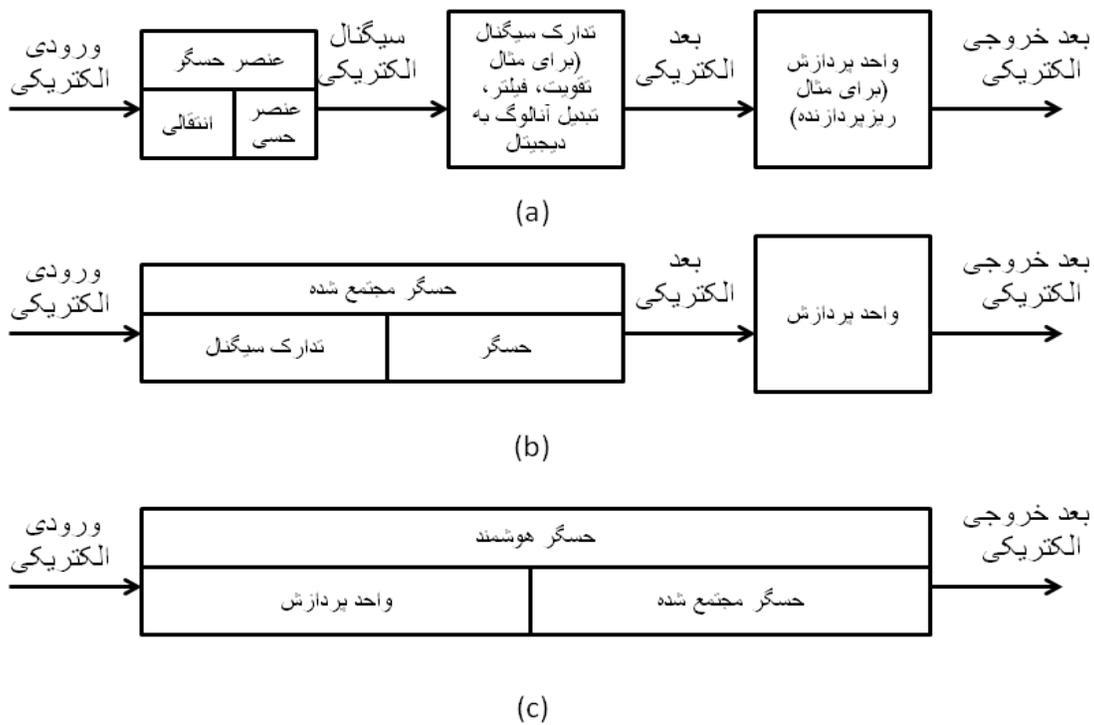 ورودی
الکتریکی
عنصر حسگر
انتقالی
عنصر
حسی
سیگنال
الکتریکی
تدارک سیگنال
(برای مثال
تقویت، فیلتر،
تبدیل آنالوگ به
دیجیتال
بعد
الکتریکی
واحد پردازش
(برای مثال
ریزپردازنده)
بعد خروجی
الکتریکی
(a)
ورودی
الکتریکی
حسگر مجتمع شده
تدارک سیگنال
حسگر
بعد
الکتریکی
واحد پردازش
بعد خروجی
الکتریکی
(b)
ورودی
الکتریکی
حسگر هوشمند
واحد پردازش
حسگر مجتمع شده
بعد خروجی
الکتریکی
(c)